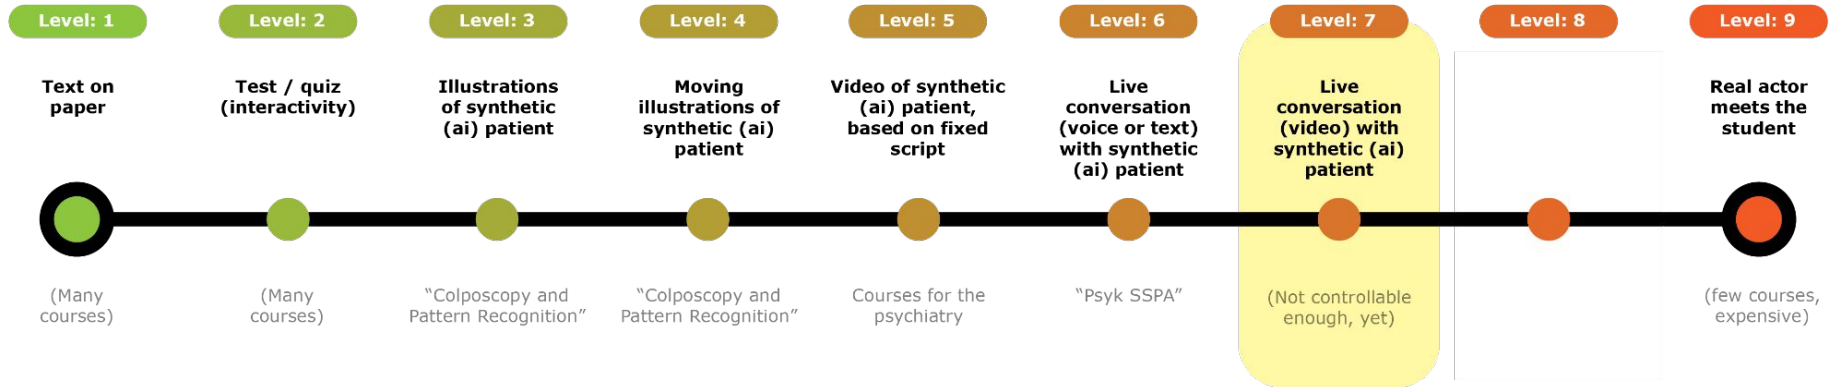 Level: 1
Level: 2
Level: 3
Level: 4
Level: 5
Level: 6
Level: 7
Level: 8
Level: 9
Text on
paper
Test / quiz
(interactivity)
Illustrations
of synthetic
(ai) patient
Moving
illustrations of
synthetic (ai)
patient
Video of synthetic
(ai) patient,
based on fixed
script
Live
conversation
(voice or text)
with synthetic
(ai) patient
Live
conversation
(video) with
synthetic (ai)
patient
Real actor
meets the
student
(Many
courses)
(Many
courses)
“Colposcopy and
Pattern Recognition”
“Colposcopy and
Pattern Recognition”
Courses for the
psychiatry
“Psyk SSPA”
(Not controllable
enough, yet)
(few courses,
expensive)